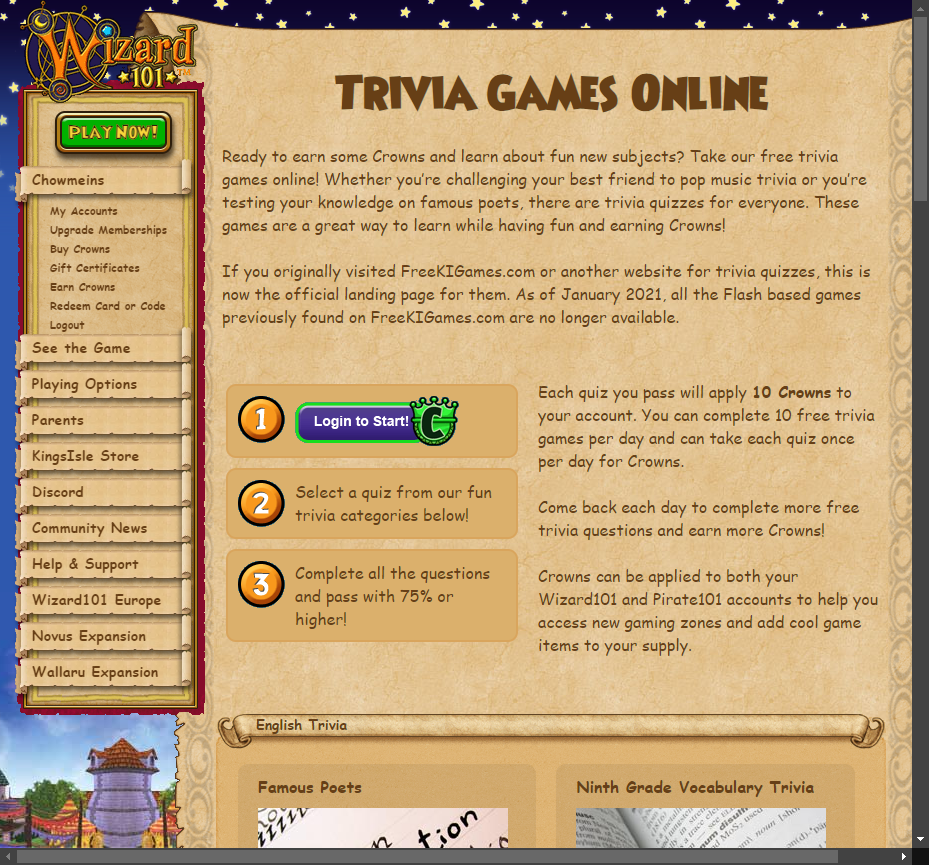 Wizard
101™
PLAY NOW!
Chowmeins
My Accounts
Upgrade Memberships
Buy Crowns
Gift Certificates
Earn Crowns
Redeem Card or Code
Logout
See the Game
Playing Options
Parents
KingsIsle Store
Discord
Community News
Help & Support
Wizard101 Europe
Novus Expansion
Wallaru Expansion
Trivia Games Online
Ready to earn some Crowns and learn about fun new subjects? Take our free trivia
games online! Whether you're challenging your best friend to pop music trivia or you're
testing your knowledge on famous poets, there are trivia quizzes for everyone. These
games are a great way to learn while having fun and earning Crowns!
If you originally visited FreeKIGames.com or another website for trivia quizzes, this is
now the official landing page for them. As of January 2021, all the Flash based games
previously found on FreeKIGames.com are no longer available.
1
Login to Start!
C
2
Select a quiz from our fun
trivia categories below!
3
Complete all the questions
and pass with 75% or
higher!
Each quiz you pass will apply 10 Crowns to
your account. You can complete 10 free trivia
games per day and can take each quiz once
per day for Crowns.
Come back each day to complete more free
trivia questions and earn more Crowns!
Crowns can be applied to both your
Wizard101 and Pirate101 accounts to help you
access new gaming zones and add cool game
items to your supply.
English Trivia
Famous Poets
Ninth Grade Vocabulary Trivia